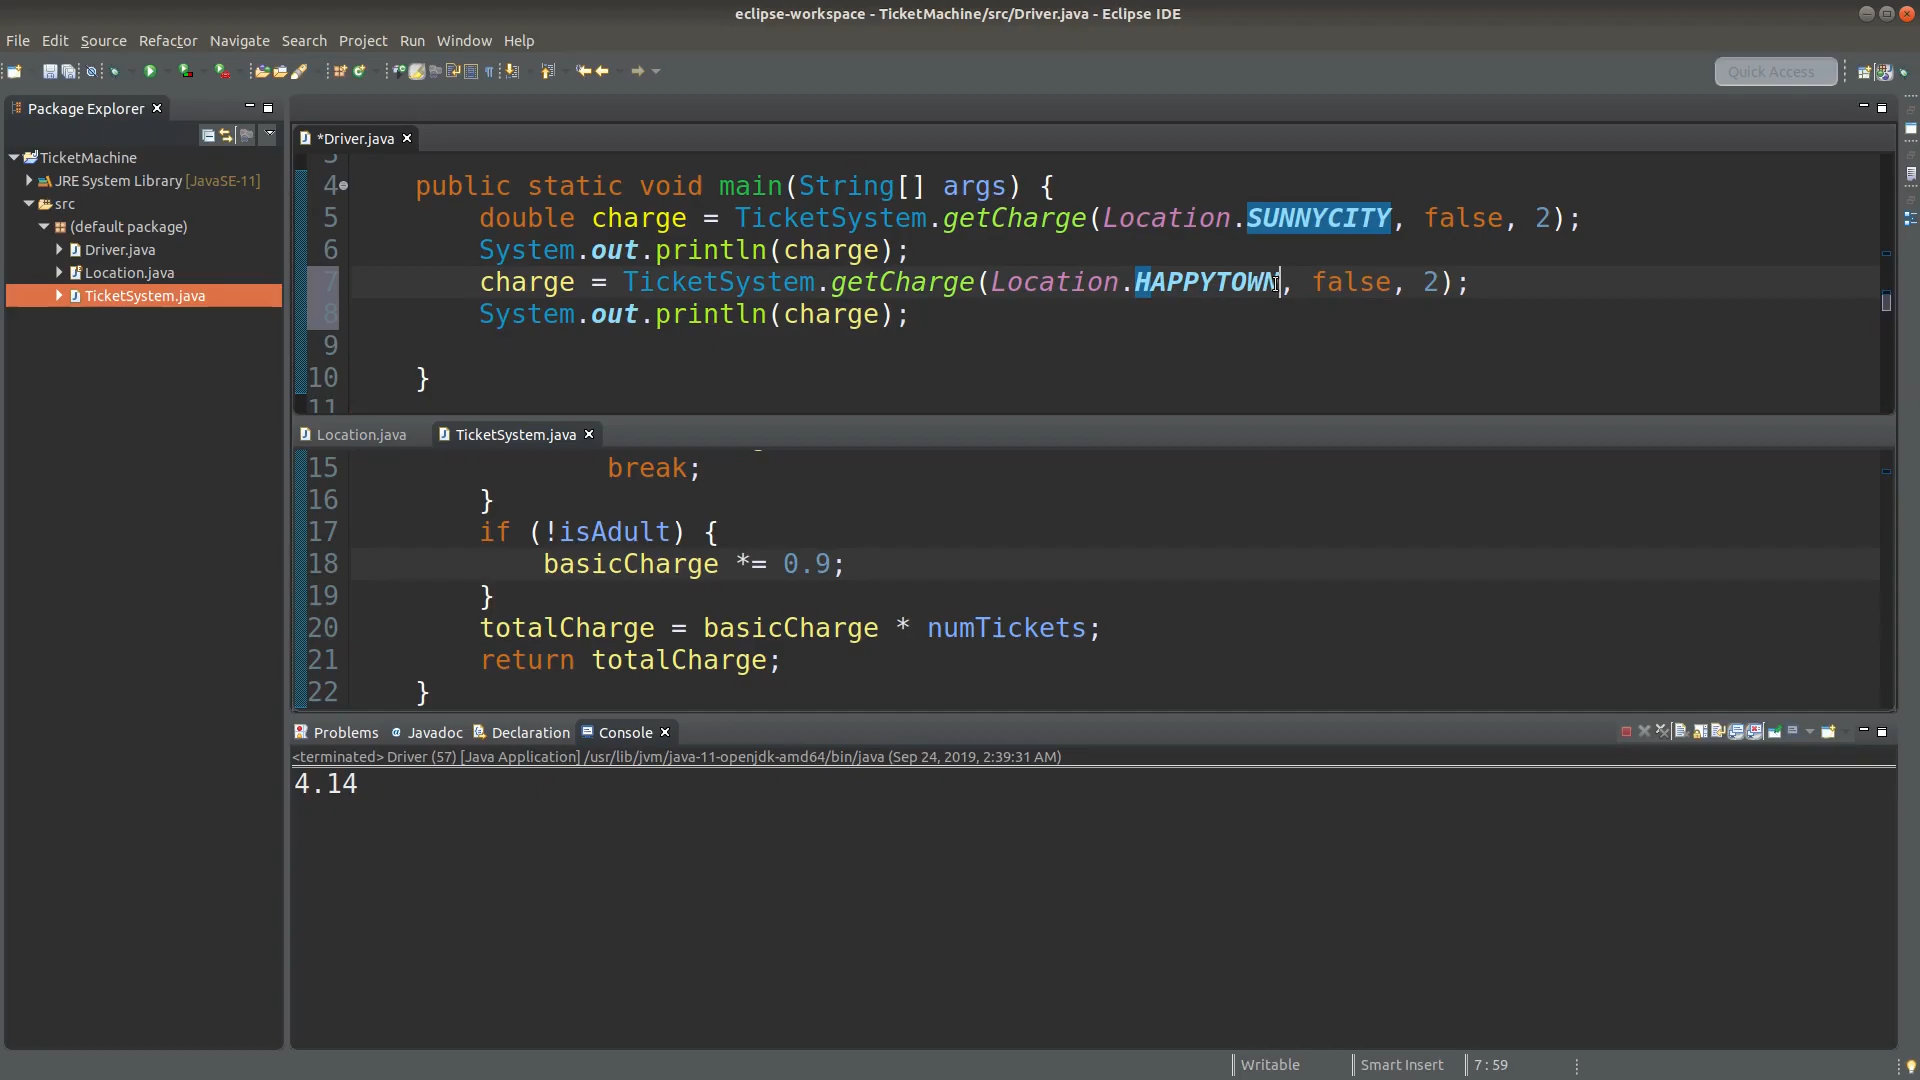 eclipse-workspace - TicketMachine/src/Driver.java - Eclipse IDE
File Edit Source Refactor Navigate Search Project Run Window Help
Quick Access
Package Explorer
TicketMachine
JRE System Library [JavaSE-11]
src
(default package)
Driver.java
Location.java
TicketSystem.java
*Driver.java
4 public static void main(String[] args) {
5 double charge = TicketSystem.getCharge(Location.SUNNYCITY, false, 2);
6 System.out.println(charge);
7 charge = TicketSystem.getCharge(Location.HAPPYTOWN, false, 2);
8 System.out.println(charge);
9
10 }
11
Location.java TicketSystem.java
15 break;
16 }
17 if (!isAdult) {
18 basicCharge *= 0.9;
19 }
20 totalCharge = basicCharge * numTickets;
21 return totalCharge;
22 }
Problems Javadoc Declaration Console
<terminated> Driver (57) [Java Application] /usr/lib/jvm/java-11-openjdk-amd64/bin/java (Sep 24, 2019, 2:39:31 AM)
4.14
Writable Smart Insert 7 : 59